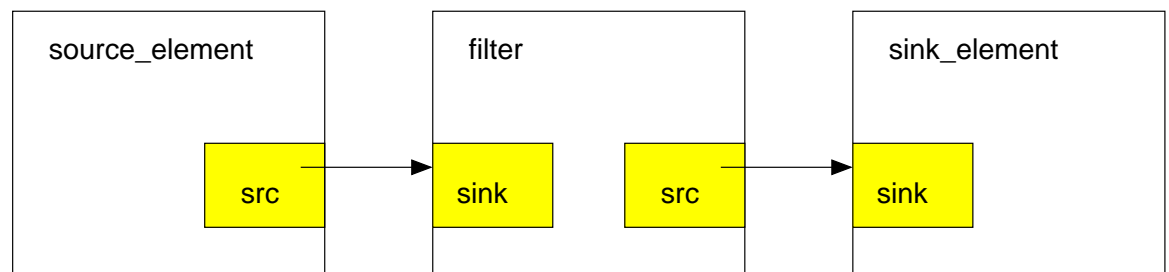 source_element
filter
sink_element
src
sink
src
sink